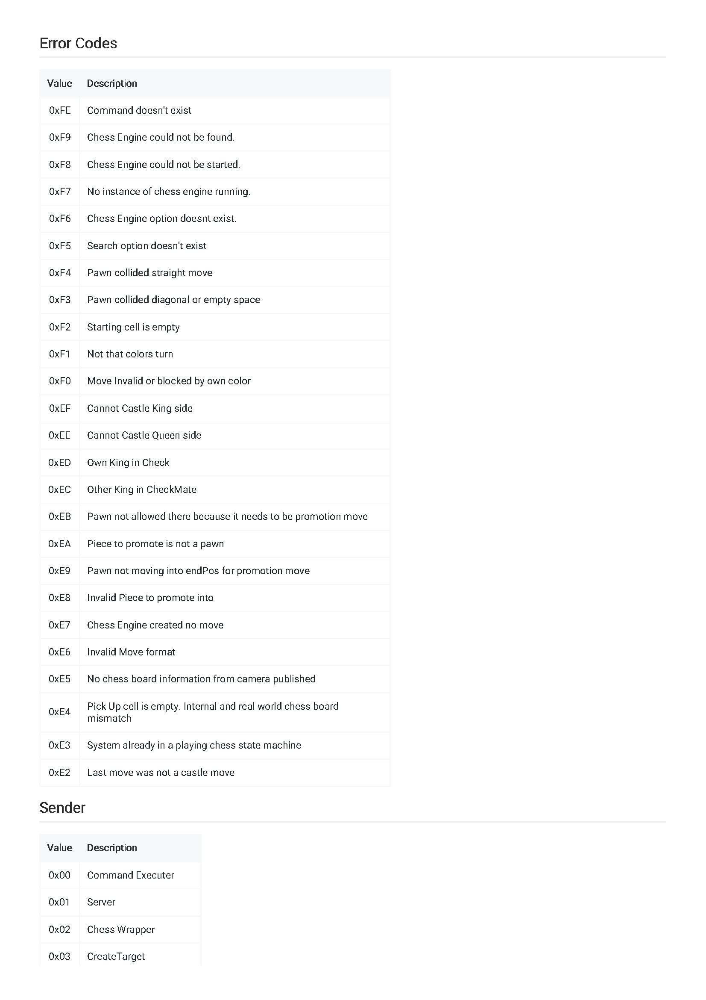 Error Codes
Value Description
0xFE Command doesn't exist
0xF9 Chess Engine could not be found.
0xF8 Chess Engine could not be started.
0xF7 No instance of chess engine running.
0xF6 Chess Engine option doesnt exist.
0xF5 Search option doesn't exist
0xF4 Pawn collided straight move
0xF3 Pawn collided diagonal or empty space
0xF2 Starting cell is empty
0xF1 Not that colors turn
0xF0 Move Invalid or blocked by own color
0xEF Cannot Castle King side
0xEE Cannot Castle Queen side
0xED Own King in Check
0xEC Other King in CheckMate
0xEB Pawn not allowed there because it needs to be promotion move
0xEA Piece to promote is not a pawn
0xE9 Pawn not moving into endPos for promotion move
0xE8 Invalid Piece to promote into
0xE7 Chess Engine created no move
0xE6 Invalid Move format
0xE5 No chess board information from camera published
0xE4 Pick Up cell is empty. Internal and real world chess board
mismatch
0xE3 System already in a playing chess state machine
0xE2 Last move was not a castle move
Sender
Value Description
0x00 Command Executer
0x01 Server
0x02 Chess Wrapper
0x03 CreateTarget